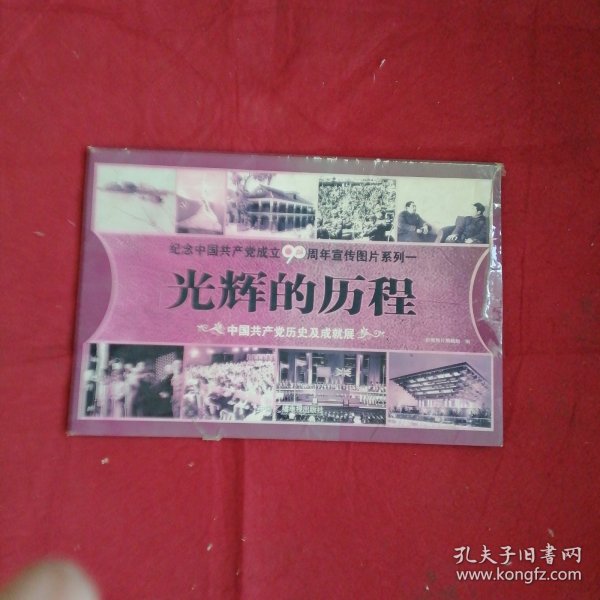 纪念中国共产党成立90周年宣传图片系列一
光辉的历程
中国共产党历史及成就展
孔夫子旧书网
www.kongfz.com